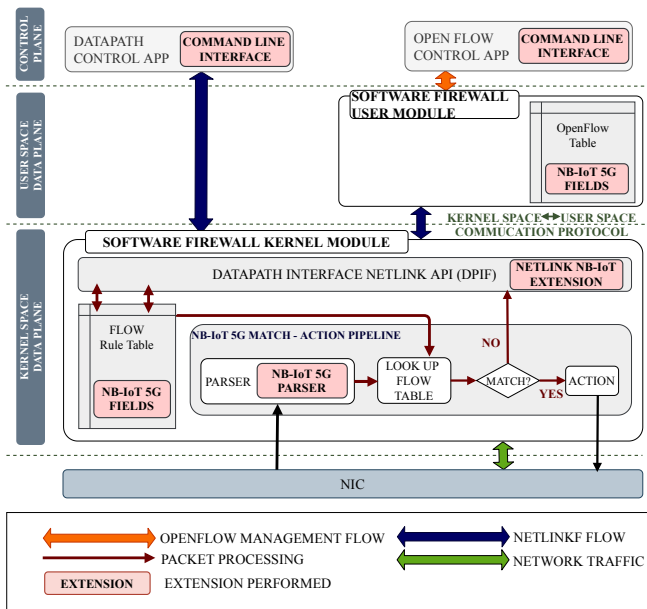 CONTROL
PLANE
DATAPATH
CONTROL APP
COMMAND LINE
INTERFACE
OPEN FLOW
CONTROL APP
COMMAND LINE
INTERFACE
USER SPACE
DATA PLANE
SOFTWARE FIREWALL
USER MODULE
OpenFlow
Table
NB-IoT 5G
FIELDS
KERNEL SPACE USER SPACE
COMMUCATION PROTOCOL
KERNEL SPACE
DATA PLANE
SOFTWARE FIREWALL KERNEL MODULE
DATAPATH INTERFACE NETLINK API (DPIF)
NETLINK NB-IoT
EXTENSION
FLOW
Rule Table
NB-IoT 5G
FIELDS
NB-IoT 5G MATCH - ACTION PIPELINE
NO
PARSER
NB-IoT 5G
PARSER
LOOK UP
FLOW
TABLE
MATCH?
YES
ACTION
NIC
OPENFLOW MANAGEMENT FLOW
NETLINKF FLOW
PACKET PROCESSING
NETWORK TRAFFIC
EXTENSION
EXTENSION PERFORMED